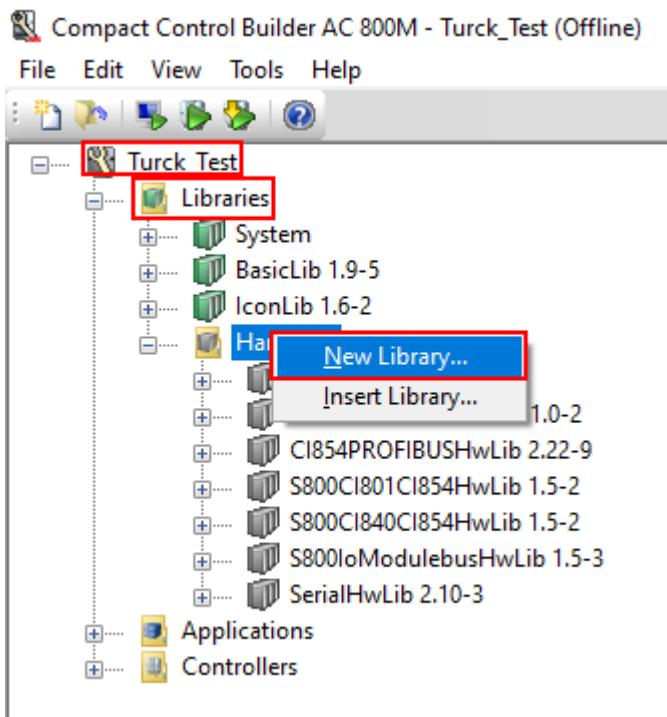 Compact Control Builder AC 800M - Turck_Test (Offline)
File Edit View Tools Help
Turck_Test
Libraries
System
BasicLib 1.9-5
IconLib 1.6-2
Ha
New Library...
Insert Library...
1.0-2
CI854PROFIBUSHwLib 2.22-9
S800CI801CI854HwLib 1.5-2
S800CI840CI854HwLib 1.5-2
S800IoModulebusHwLib 1.5-3
SerialHwLib 2.10-3
Applications
Controllers